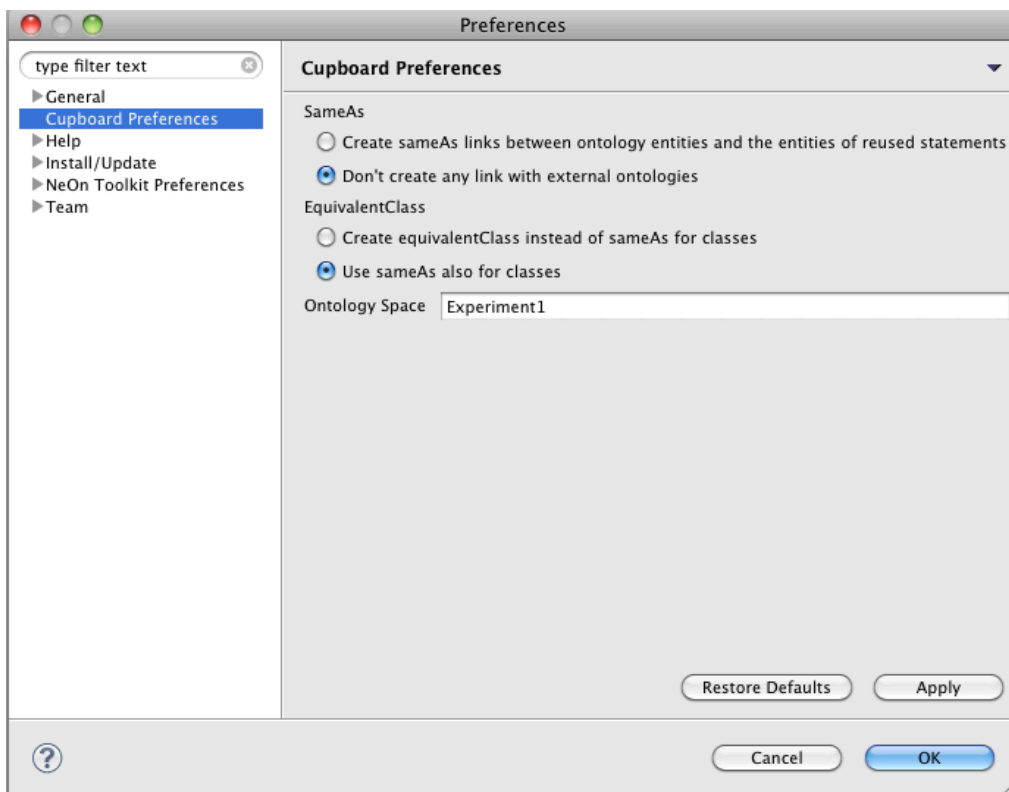 Preferences
type filter text
General
Cupboard Preferences
Help
Install/Update
NeOn Toolkit Preferences
Team
Cupboard Preferences
SameAs
Create sameAs links between ontology entities and the entities of reused statements
Don't create any link with external ontologies
EquivalentClass
Create equivalentClass instead of sameAs for classes
Use sameAs also for classes
Ontology Space Experiment1
Restore Defaults Apply
? Cancel OK